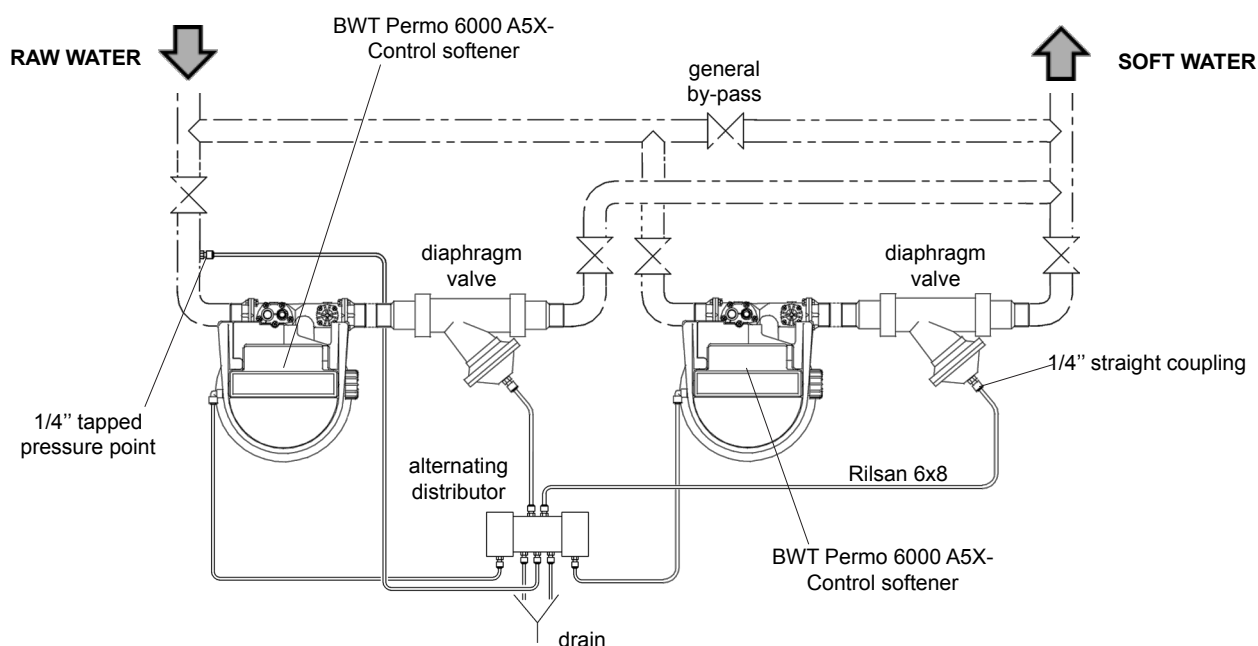 BWT Permo 6000 A5X-
Control softener
RAW WATER
general
by-pass
SOFT WATER
diaphragm
valve
diaphragm
valve
1/4’’ straight coupling
1/4’’ tapped
pressure point
alternating
distributor
Rilsan 6x8
BWT Permo 6000 A5X-
Control softener
drain